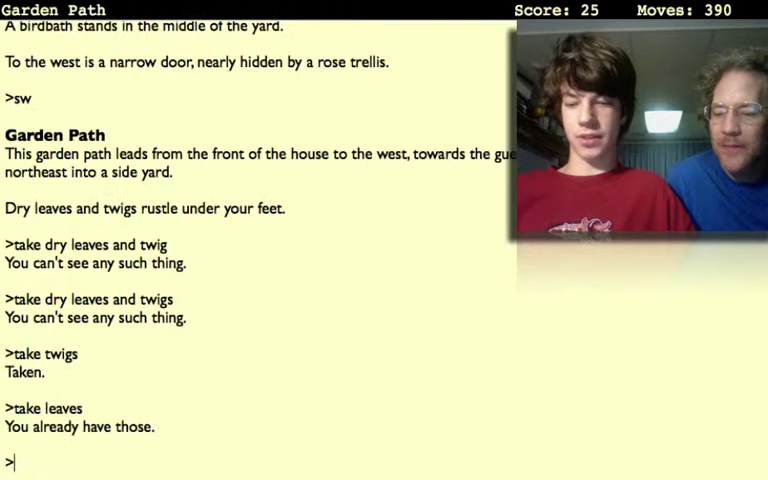 Garden Path Score: 25 Moves: 390
A birdbath stands in the middle of the yard.
To the west is a narrow door, nearly hidden by a rose trellis.
>sw
Garden Path
This garden path leads from the front of the house to the west, towards the
northeast into a side yard.
Dry leaves and twigs rustle under your feet.
>take dry leaves and twig
You can't see any such thing.
>take dry leaves and twigs
You can't see any such thing.
>take twigs
Taken.
>take leaves
You already have those.
>